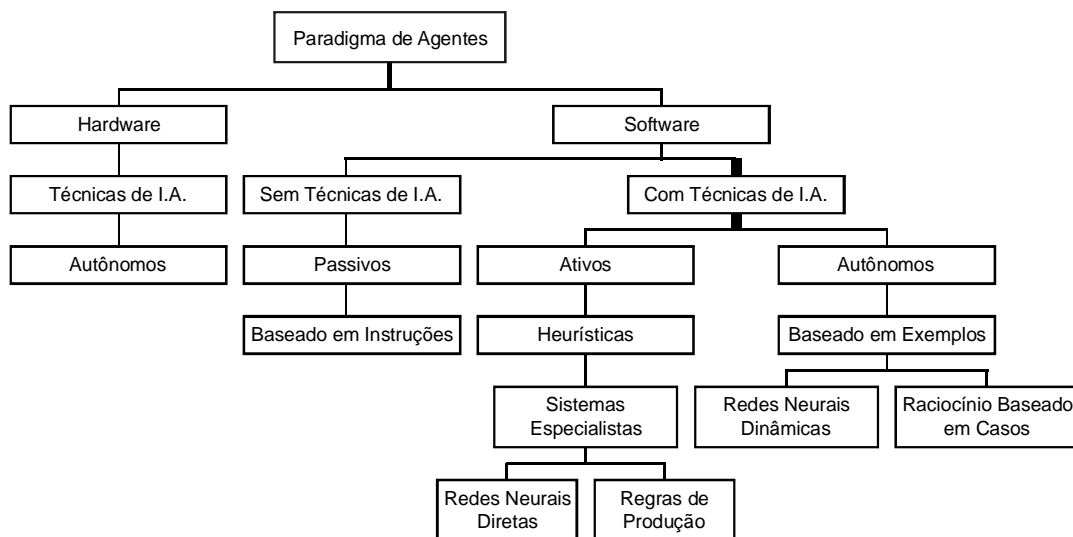 Paradigma de Agentes
Hardware
Software
Técnicas de I.A.
Sem Técnicas de I.A.
Com Técnicas de I.A.
Autônomos
Passivos
Ativos
Autônomos
Baseado em Instruções
Heurísticas
Baseado em Exemplos
Sistemas
Especialistas
Redes Neurais
Dinâmicas
Raciocínio Baseado
em Casos
Redes Neurais
Diretas
Regras de
Produção